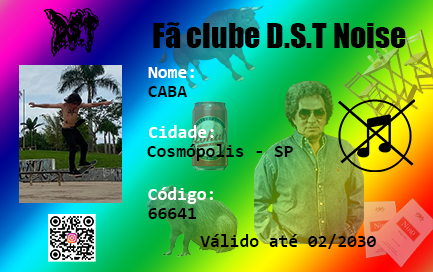 Fã clube D.S.T Noise
Nome:
CABA
Cidade:
Cosmópolis - SP
Código:
66641
Válido até 02/2030